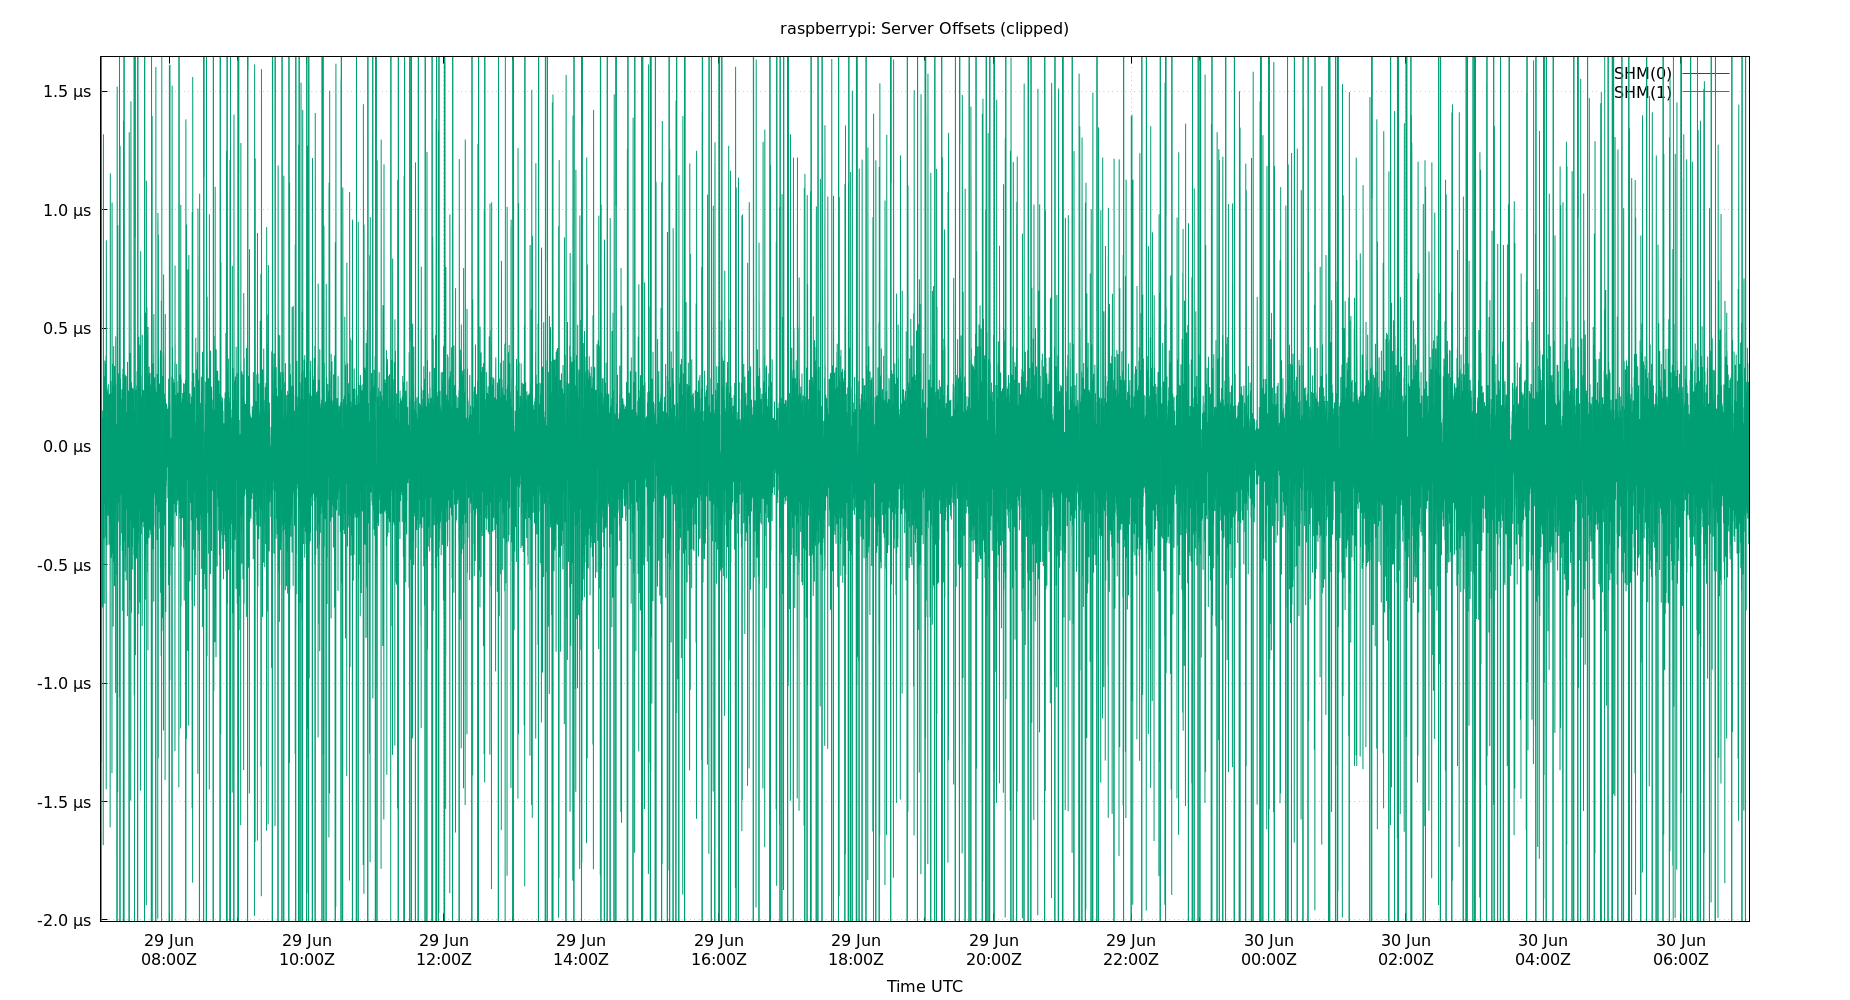 raspberrypi: Server Offsets (clipped)
SHM(0)
SHM(1)
1.5 µs
1.0 µs
0.5 µs
0.0 µs
-0.5 µs
-1.0 µs
-1.5 µs
-2.0 µs
29 Jun 29 Jun 29 Jun 29 Jun 29 Jun 29 Jun 29 Jun 29 Jun 30 Jun 30 Jun 30 Jun 30 Jun
08:00Z 10:00Z 12:00Z 14:00Z 16:00Z 18:00Z 20:00Z 22:00Z 00:00Z 02:00Z 04:00Z 06:00Z
Time UTC